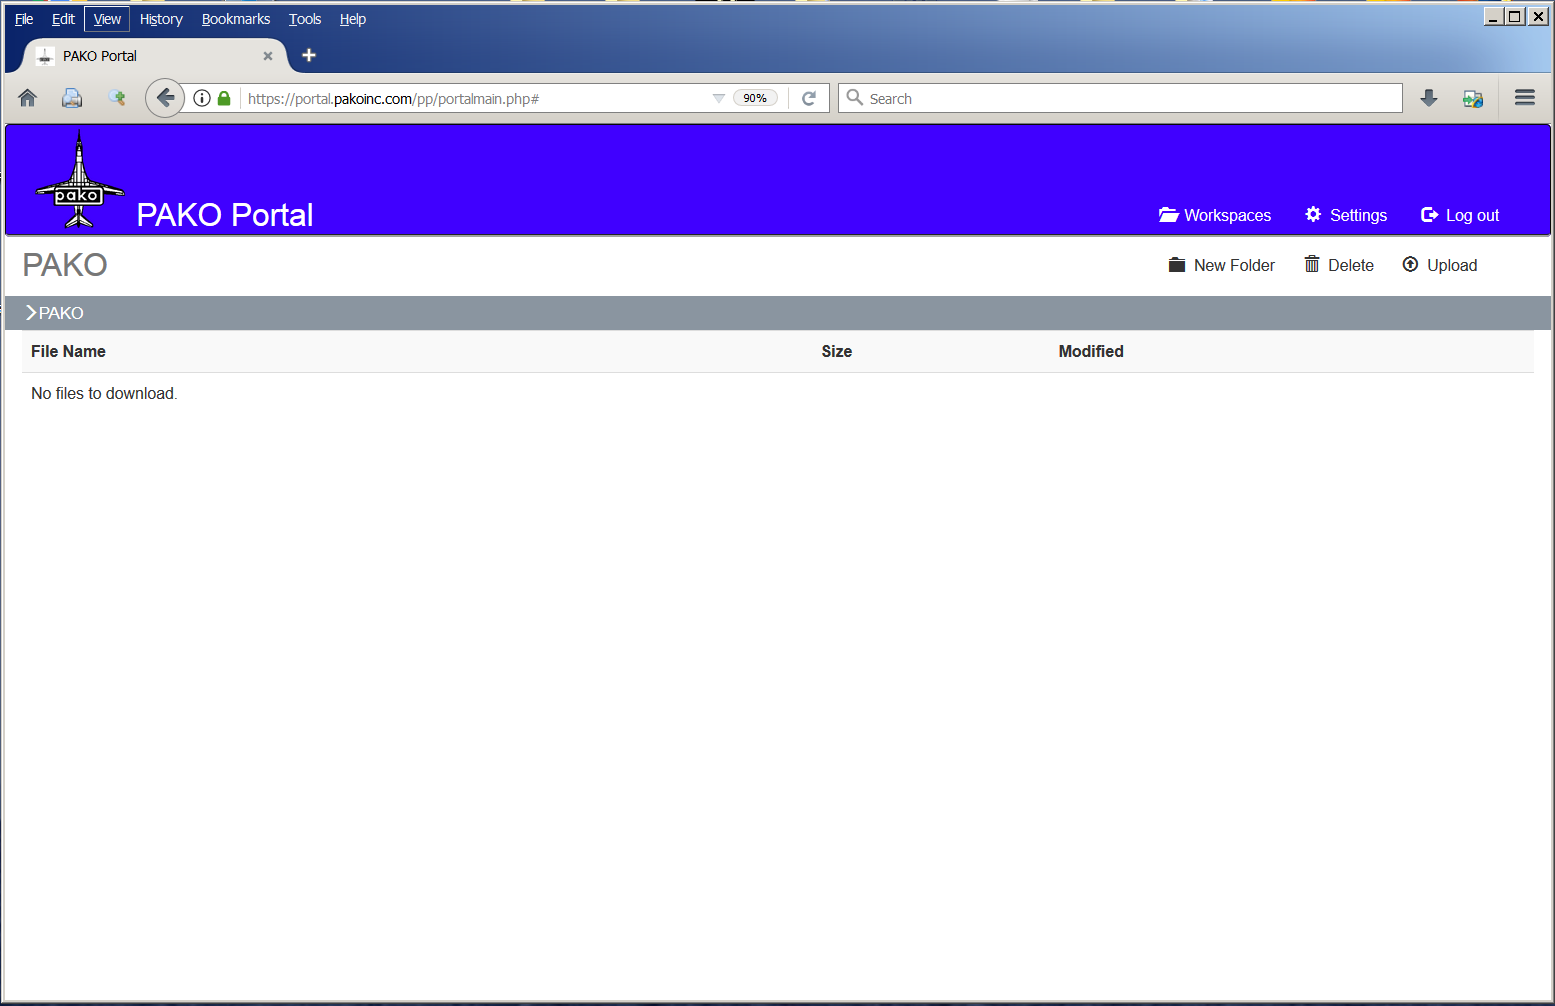 File Edit View History Bookmarks Tools Help
PAKO Portal
https://portal.pakoinc.com/pp/portalmain.php# 90% Search
pako
PAKO Portal Workspaces Settings Log out
PAKO New Folder Delete Upload
PAKO
File Name Size Modified
No files to download.